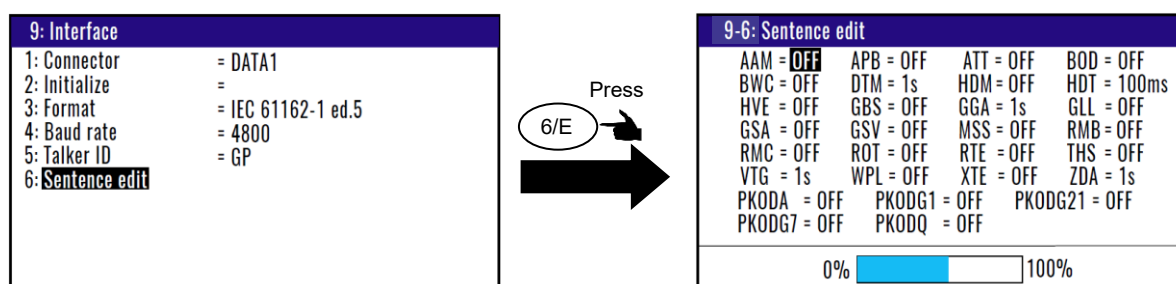 9: Interface
1: Connector = DATA1
2: Initialize =
3: Format = IEC 61162-1 ed.5
4: Baud rate = 4800
5: Talker ID = GP
6: Sentence edit
Press
6/E
9-6: Sentence edit
AAM = OFF APB = OFF ATT = OFF BOD = OFF
BWC = OFF DTM = 1s HDM = OFF HDT = 100ms
HVE = OFF GBS = OFF GGA = 1s GLL = OFF
GSA = OFF GSV = OFF MSS = OFF RMB = OFF
RMC = OFF ROT = OFF RTE = OFF THS = OFF
VTG = 1s WPL = OFF XTE = OFF ZDA = 1s
PKODA = OFF PKODG1 = OFF PKODG21 = OFF
PKODG7 = OFF PKODQ = OFF
0% 100%